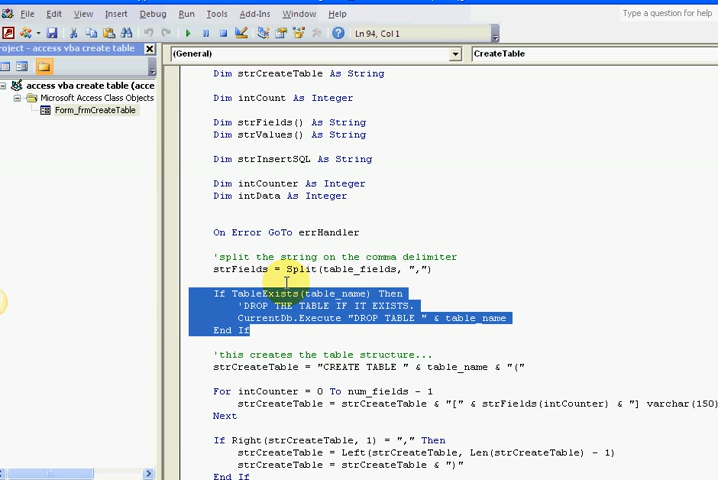 File Edit View Insert Debug Run Tools Add-Ins Window Help
Type a question for help
Ln 94, Col 1
roject - access vba create table
(General)
CreateTable
access vba create table (acce
Microsoft Access Class Objects
Form_frmCreateTable
Dim strCreateTable As String
Dim intCount As Integer
Dim strFields() As String
Dim strValues() As String
Dim strInsertSQL As String
Dim intCounter As Integer
Dim intData As Integer
On Error GoTo errHandler
'split the string on the comma delimiter
strFields = Split(table_fields, ",")
If TableExists(table_name) Then
'DROP THE TABLE IF IT EXISTS.
CurrentDb.Execute "DROP TABLE " & table_name
End If
'this creates the table structure...
strCreateTable = "CREATE TABLE " & table_name & "("
For intCounter = 0 To num_fields - 1
strCreateTable = strCreateTable & "[" & strFields(intCounter) & "] varchar(150)
Next
If Right(strCreateTable, 1) = "," Then
strCreateTable = Left(strCreateTable, Len(strCreateTable) - 1)
strCreateTable = strCreateTable & ")"
End If